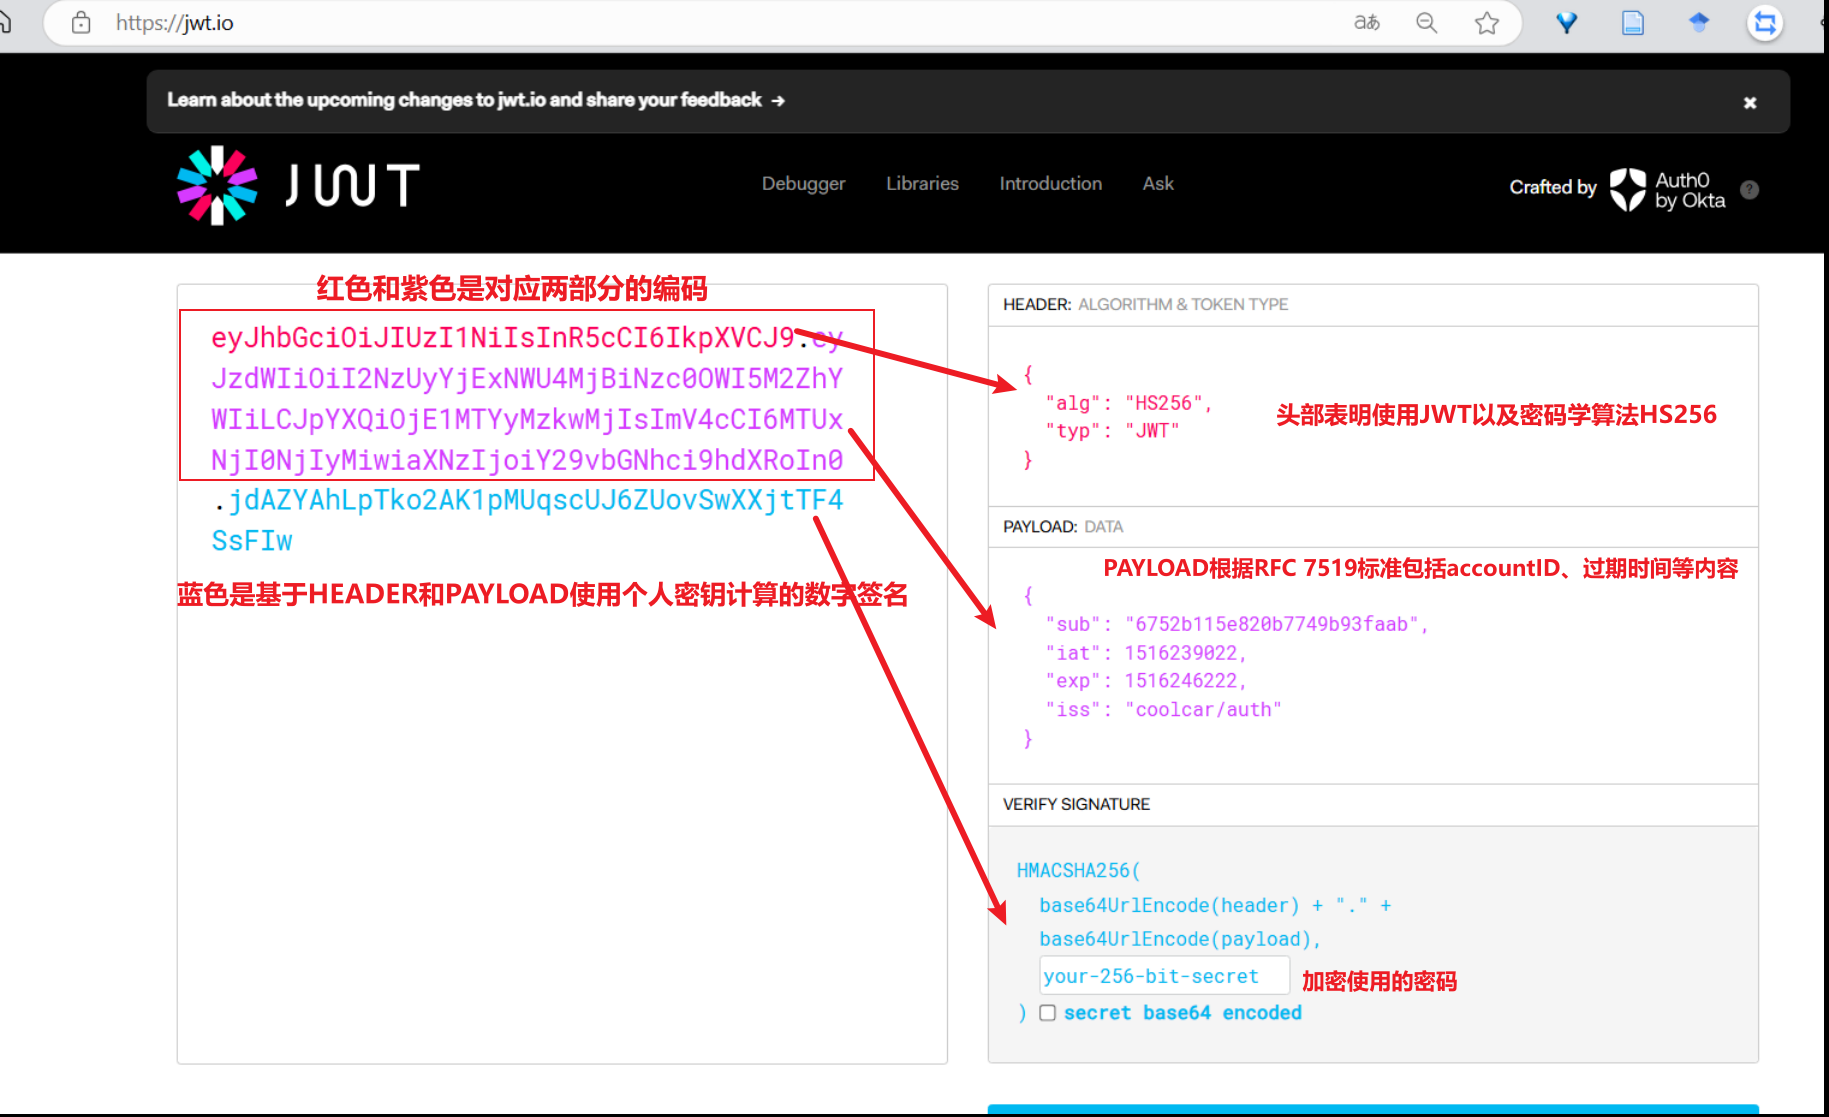 https://jwt.io
aあ
Learn about the upcoming changes to jwt.io and share your feedback →
JWT
Debugger
Libraries
Introduction
Ask
Crafted by
Auth0
by Okta
?
红色和紫色是对应两部分的编码
eyJhbGciOiJIUzI1NiIsInR5cCI6IkpXVCJ9.ey
JzdWIiOiI2NzUyYjExNWU4MjBiNzc0OWI5M2ZhY
WIiLCJpYXQiOjE1MTYyMzkwMjIsImV4cCI6MTUx
NjI0NjIyMiwiaXNzIjoiY29vbGNhci9hdXRoIn0
.jdAZYAhLpTko2AK1pMUqscUJ6ZUovSwXXjtTF4
SsFIw
蓝色是基于HEADER和PAYLOAD使用个人密钥计算的数字签名
HEADER: ALGORITHM & TOKEN TYPE
{
"alg": "HS256",
"typ": "JWT"
}
头部表明使用JWT以及密码学算法HS256
PAYLOAD: DATA
PAYLOAD根据RFC 7519标准包括accountID、过期时间等内容
{
"sub": "6752b115e820b7749b93faab",
"iat": 1516239022,
"exp": 1516246222,
"iss": "coolcar/auth"
}
VERIFY SIGNATURE
HMACSHA256(
base64UrlEncode(header) + "." +
base64UrlEncode(payload),
your-256-bit-secret
加密使用的密码
) secret base64 encoded